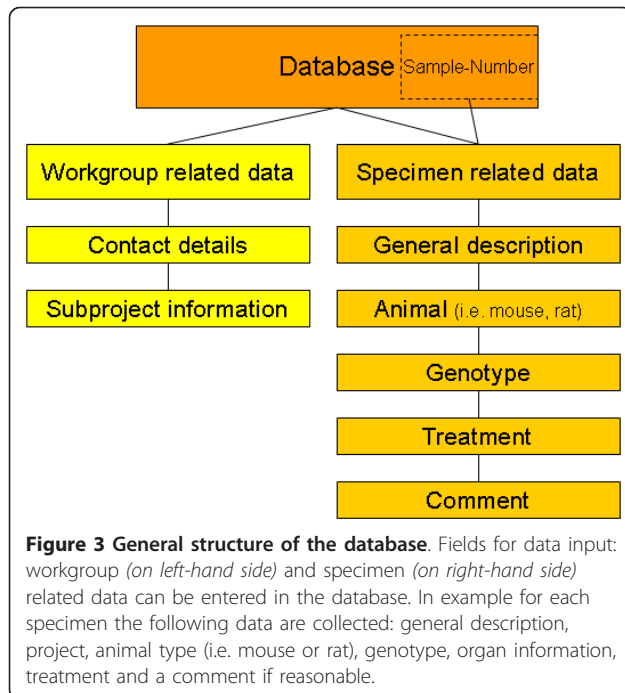 Database
Sample-Number
Workgroup related data
Specimen related data
Contact details
General description
Subproject information
Animal (i.e. mouse, rat)
Genotype
Treatment
Comment
Figure 3 General structure of the database. Fields for data input:
workgroup (on left-hand side) and specimen (on right-hand side)
related data can be entered in the database. In example for each
specimen the following data are collected: general description,
project, animal type (i.e. mouse or rat), genotype, organ information,
treatment and a comment if reasonable.